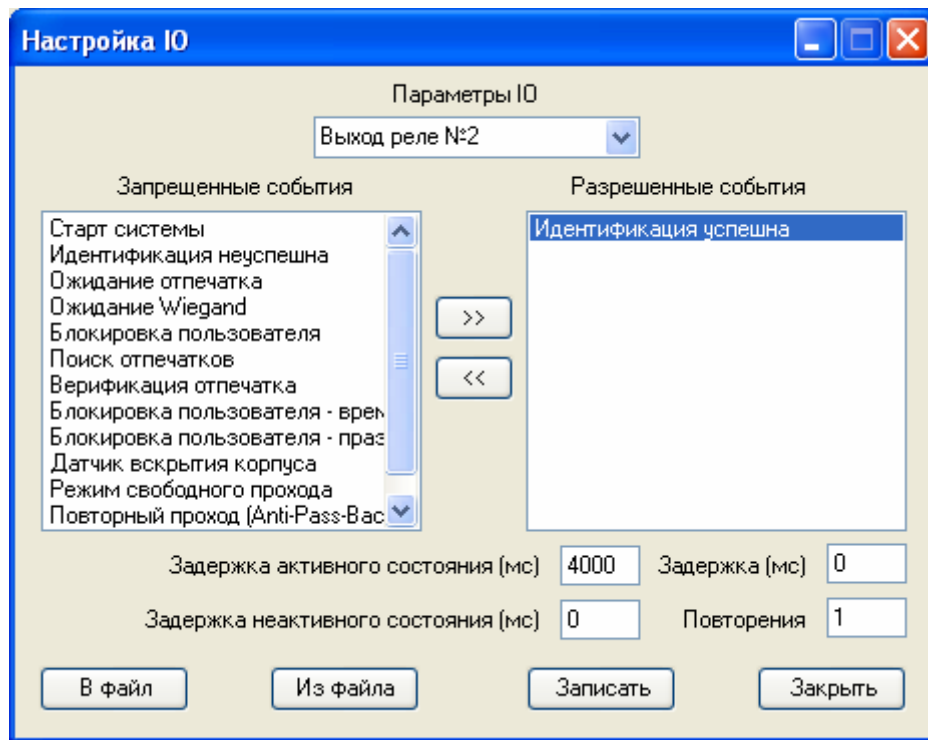 Настройка IO
Параметры IO
Выход реле №2
Запрещенные события
Разрешенные события
Старт системы
Идентификация неуспешна
Ожидание отпечатка
Ожидание Wiegand
Блокировка пользователя
Поиск отпечатков
Верификация отпечатка
Блокировка пользователя - врем
Блокировка пользователя - праз
Датчик вскрытия корпуса
Режим свободного прохода
Повторный проход (Anti-Pass-Bac
Идентификация успешна
>>
<<
Задержка активного состояния (мс) 4000 Задержка (мс) 0
Задержка неактивного состояния (мс) 0 Повторения 1
В файл Из файла Записать Закрыть